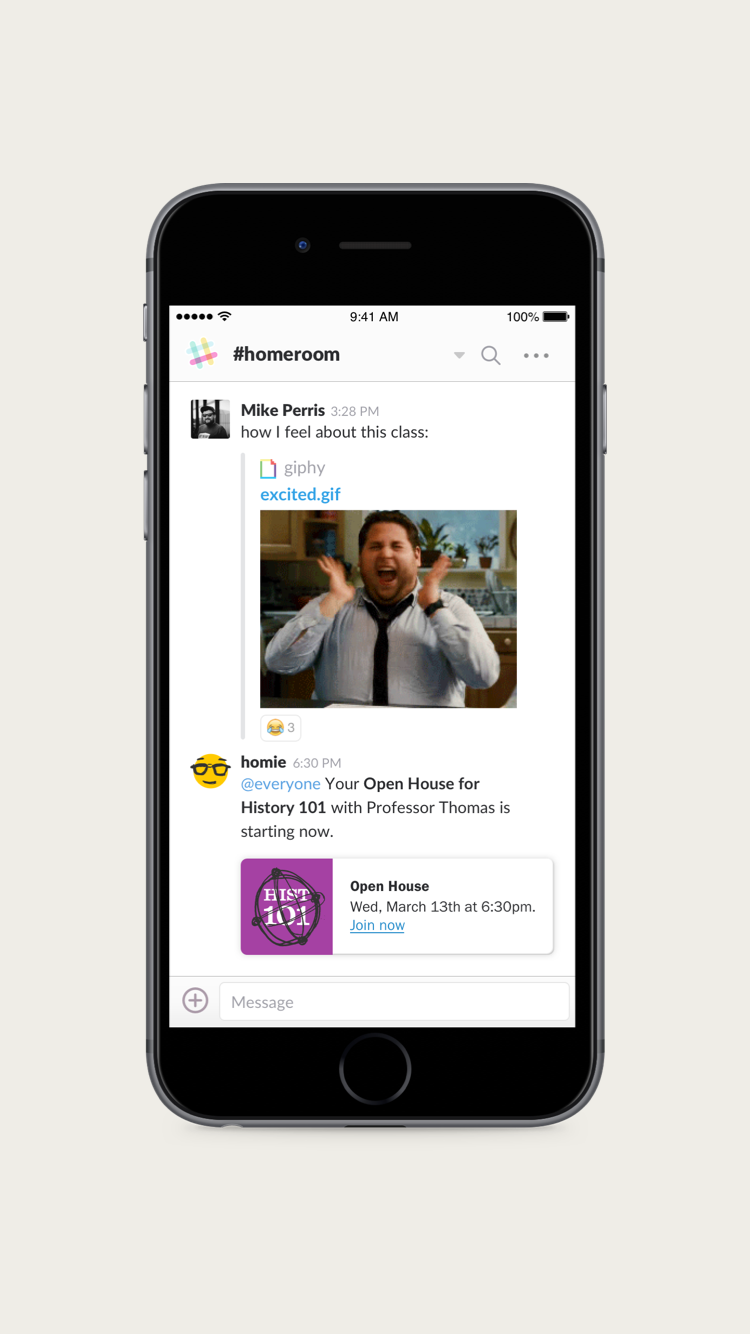 9:41 AM
100%
#homeroom
Mike Perris 3:28 PM
how I feel about this class:
giphy
excited.gif
3
homie 6:30 PM
@everyone Your Open House for
History 101 with Professor Thomas is
starting now.
HIST
101
Open House
Wed, March 13th at 6:30pm.
Join now
Message